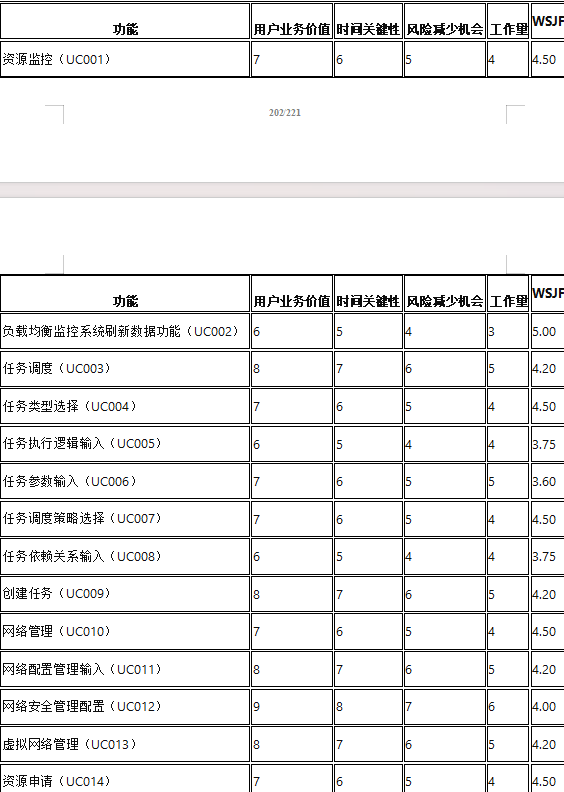 功能 用户业务价值 时间关键性 风险减少机会 工作量 WSJF
资源监控（UC001） 7 6 5 4 4.50
202/221
功能 用户业务价值 时间关键性 风险减少机会 工作量 WSJF
负载均衡监控系统刷新数据功能（UC002） 6 5 4 3 5.00
任务调度（UC003） 8 7 6 5 4.20
任务类型选择（UC004） 7 6 5 4 4.50
任务执行逻辑输入（UC005） 6 5 4 4 3.75
任务参数输入（UC006） 7 6 5 5 3.60
任务调度策略选择（UC007） 7 6 5 4 4.50
任务依赖关系输入（UC008） 6 5 4 4 3.75
创建任务（UC009） 8 7 6 5 4.20
网络管理（UC010） 7 6 5 4 4.50
网络配置管理输入（UC011） 8 7 6 5 4.20
网络安全管理配置（UC012） 9 8 7 6 4.00
虚拟网络管理（UC013） 8 7 6 5 4.20
资源申请（UC014） 7 6 5 4 4.50